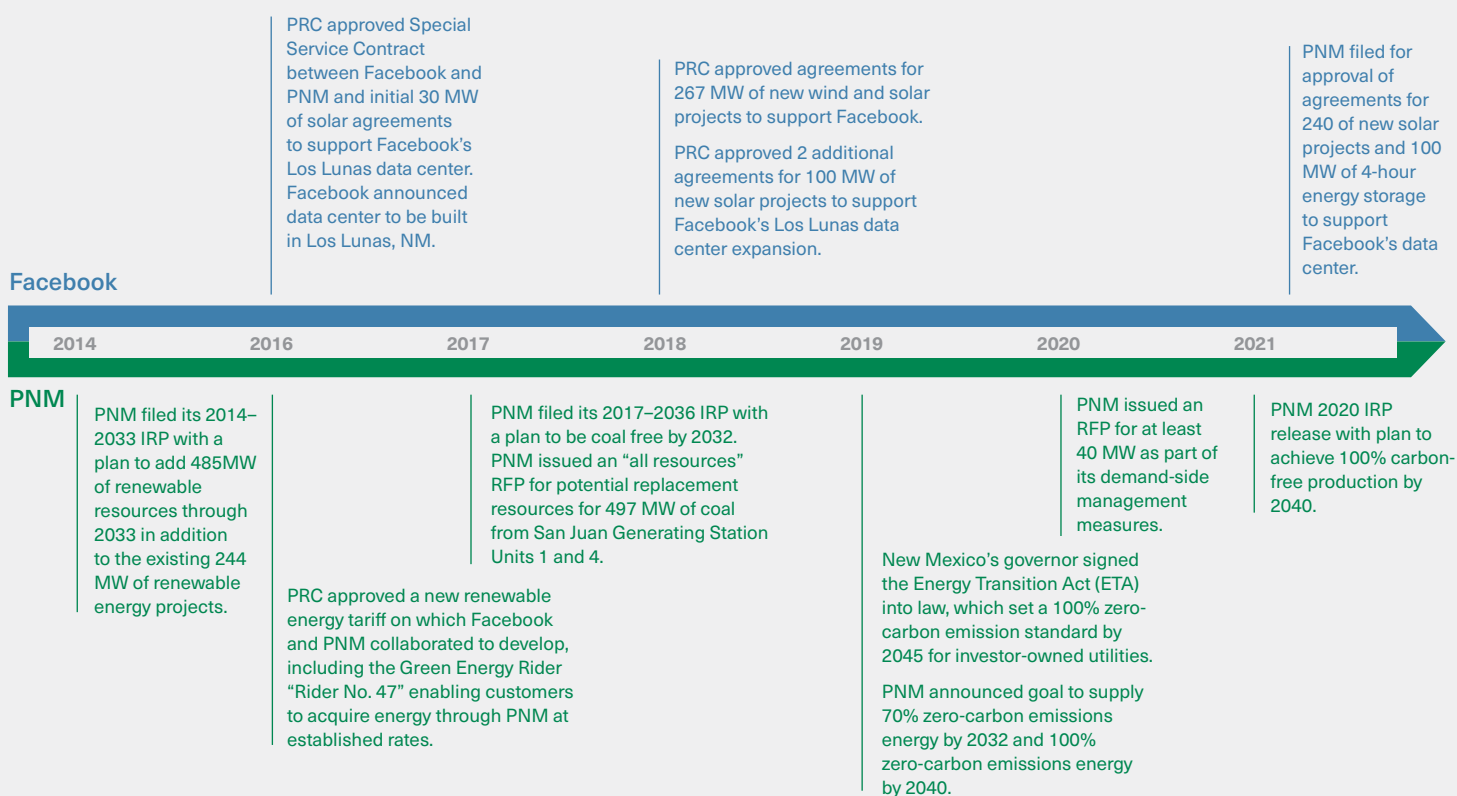 PRC approved Special
Service Contract
between Facebook and
PNM and initial 30 MW
of solar agreements
to support Facebook's
Los Lunas data center.
Facebook announced
data center to be built
in Los Lunas, NM.
PRC approved agreements for
267 MW of new wind and solar
projects to support Facebook.
PRC approved 2 additional
agreements for 100 MW of
new solar projects to support
Facebook's Los Lunas data
center expansion.
PNM filed for
approval of
agreements for
240 of new solar
projects and 100
MW of 4-hour
energy storage
to support
Facebook's data
center.
Facebook
2014 2016 2017 2018 2019 2020 2021
PNM
PNM filed its 2014–
2033 IRP with a
plan to add 485MW
of renewable
resources through
2033 in addition
to the existing 244
MW of renewable
energy projects.
PRC approved a new renewable
energy tariff on which Facebook
and PNM collaborated to develop,
including the Green Energy Rider
“Rider No. 47” enabling customers
to acquire energy through PNM at
established rates.
PNM filed its 2017–2036 IRP with
a plan to be coal free by 2032.
PNM issued an “all resources”
RFP for potential replacement
resources for 497 MW of coal
from San Juan Generating Station
Units 1 and 4.
New Mexico's governor signed
the Energy Transition Act (ETA)
into law, which set a 100% zero-
carbon emission standard by
2045 for investor-owned utilities.
PNM announced goal to supply
70% zero-carbon emissions
energy by 2032 and 100%
zero-carbon emissions energy
by 2040.
PNM issued an
RFP for at least
40 MW as part of
its demand-side
management
measures.
PNM 2020 IRP
release with plan to
achieve 100% carbon-
free production by
2040.